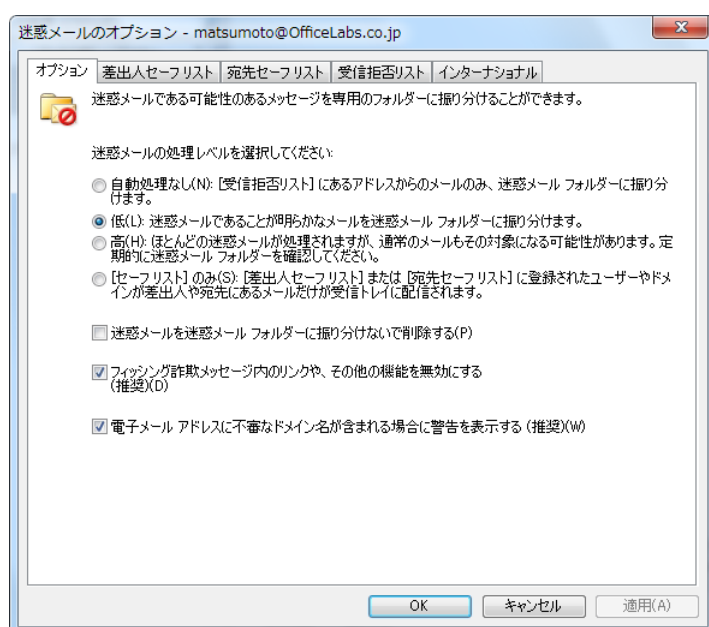 迷惑メールのオプション - matsumoto@OfficeLabs.co.jp
オプション 差出人セーフリスト 宛先セーフリスト 受信拒否リスト インターナショナル
迷惑メールである可能性のあるメッセージを専用のフォルダーに振り分けることができます。
迷惑メールの処理レベルを選択してください:
自動処理なし(N): [受信拒否リスト] にあるアドレスからのメールのみ、迷惑メール フォルダーに振り分
けます。
低(L): 迷惑メールであることが明らかなメールを迷惑メール フォルダーに振り分けます。
高(H): ほとんどの迷惑メールが処理されますが、通常のメールもその対象になる可能性があります。定
期的に迷惑メール フォルダーを確認してください。
[セーフ リスト] のみ(S): [差出人セーフ リスト] または [宛先セーフ リスト] に登録されたユーザーやドメ
インが差出人や宛先にあるメールだけが受信トレイに配信されます。
迷惑メールを迷惑メール フォルダーに振り分けないで削除する(P)
フィッシング詐欺メッセージ内のリンクや、その他の機能を無効にする
(推奨)(D)
電子メール アドレスに不審なドメイン名が含まれる場合に警告を表示する (推奨)(W)
OK キャンセル 適用(A)